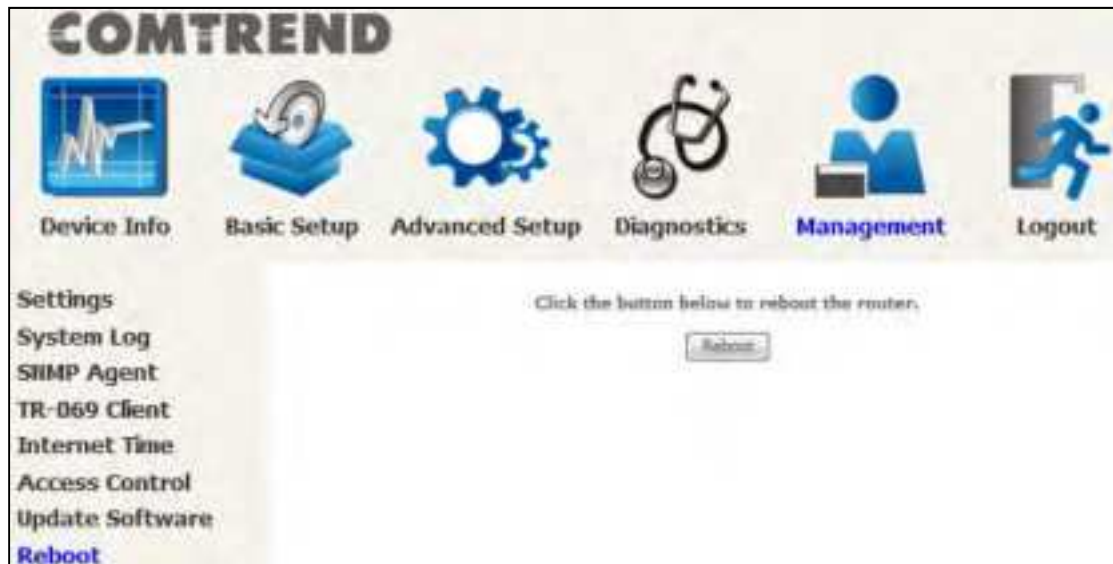 COMTREND
Device Info
Basic Setup
Advanced Setup
Diagnostics
Management
Logout
Settings
System Log
SNMP Agent
TR-069 Client
Internet Time
Access Control
Update Software
Reboot
Click the button below to reboot the router.
Reboot